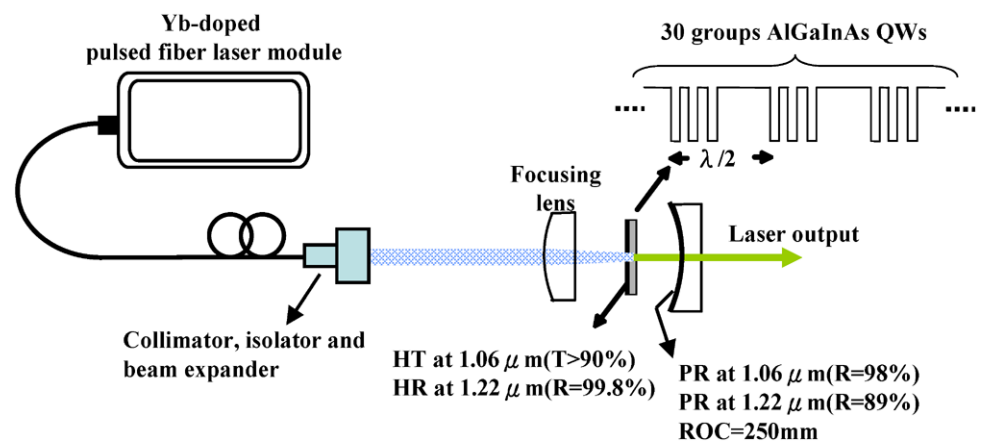 Yb-doped
pulsed fiber laser module
30 groups AlGaInAs QWs
λ/2
Focusing
lens
Laser output
Collimator, isolator and
beam expander
HT at 1.06 μm(T>90%)
HR at 1.22 μm(R=99.8%)
PR at 1.06 μm(R=98%)
PR at 1.22 μm(R=89%)
ROC=250mm